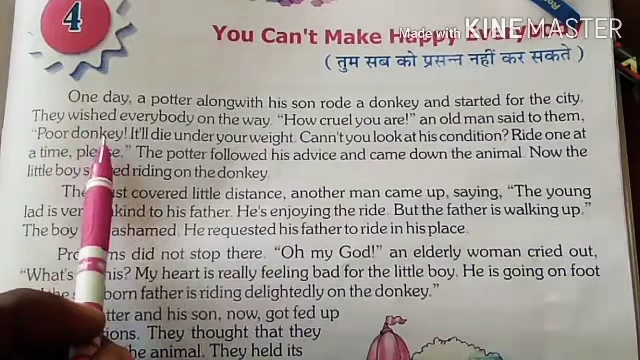 4
Made with KINEMASTER
You Can't Make Happy Everybody
( तुम सब को प्रसन्न नहीं कर सकते )
One day, a potter alongwith his son rode a donkey and started for the city.
They wished everybody on the way. “How cruel you are!” an old man said to them,
“Poor donkey! It'll die under your weight. Cann't you look at his condition? Ride one at
a time, please.” The potter followed his advice and came down the animal. Now the
little boy started riding on the donkey.
They just covered little distance, another man came up, saying, “The young
lad is very unkind to his father. He's enjoying the ride. But the father is walking up.”
The boy ashamed. He requested his father to ride in his place.
Problems did not stop there. “Oh my God!” an elderly woman cried out,
“What's this? My heart is really feeling bad for the little boy. He is going on foot
and the father is riding delightedly on the donkey.”
potter and his son, now, got fed up
They thought that they
the animal. They held its